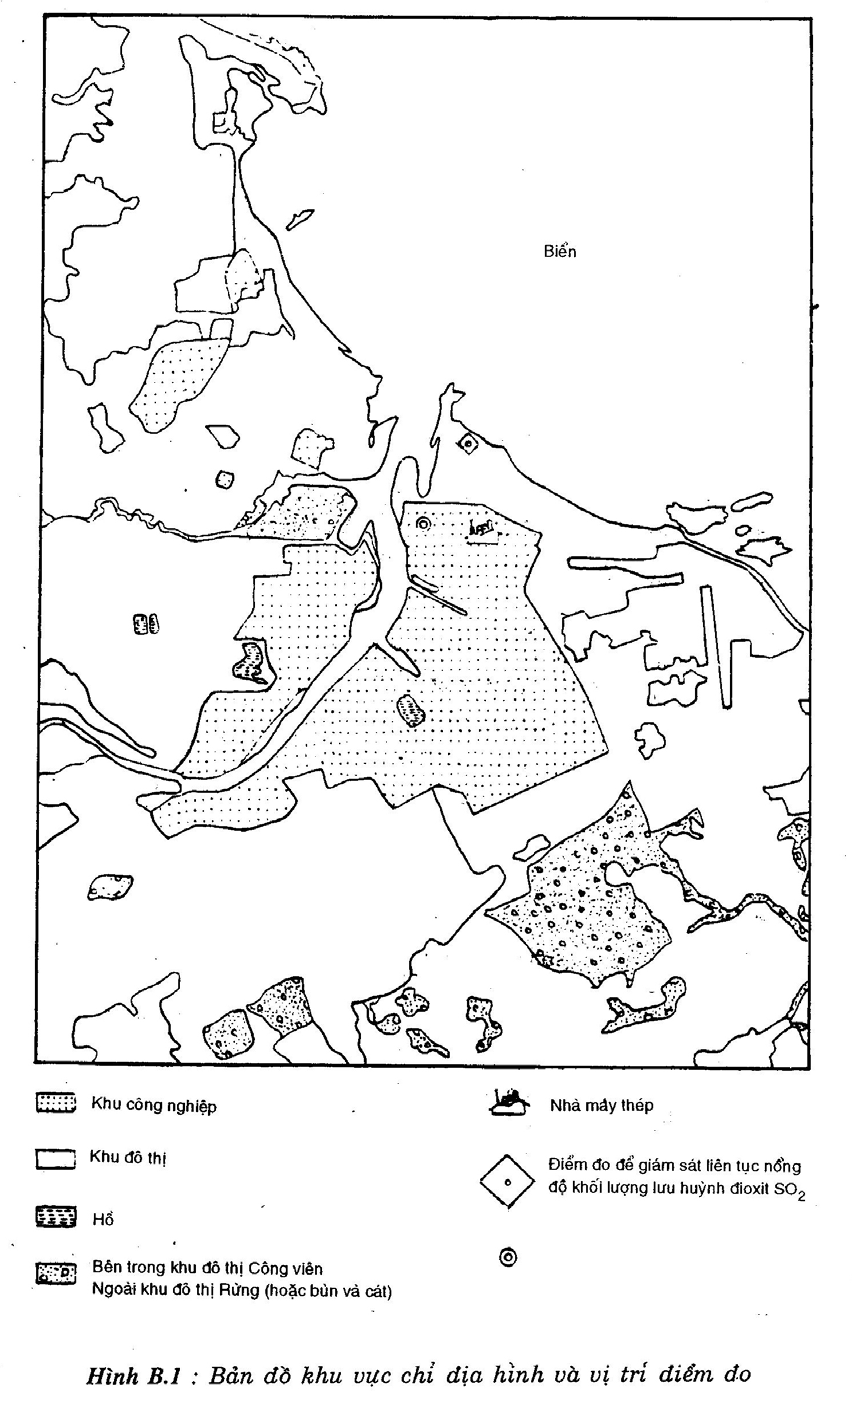 Biển
Khu công nghiệp
Khu đô thị
Hồ
Bên trong khu đô thị Công viên
Ngoài khu đô thị Rừng (hoặc bùn và cát)
Nhà máy thép
Điểm đo để giám sát liên tục nồng
độ khối lượng lưu huỳnh đioxit SO₂
Hình B.1 : Bản đồ khu vực chỉ địa hình và vị trí điểm đo